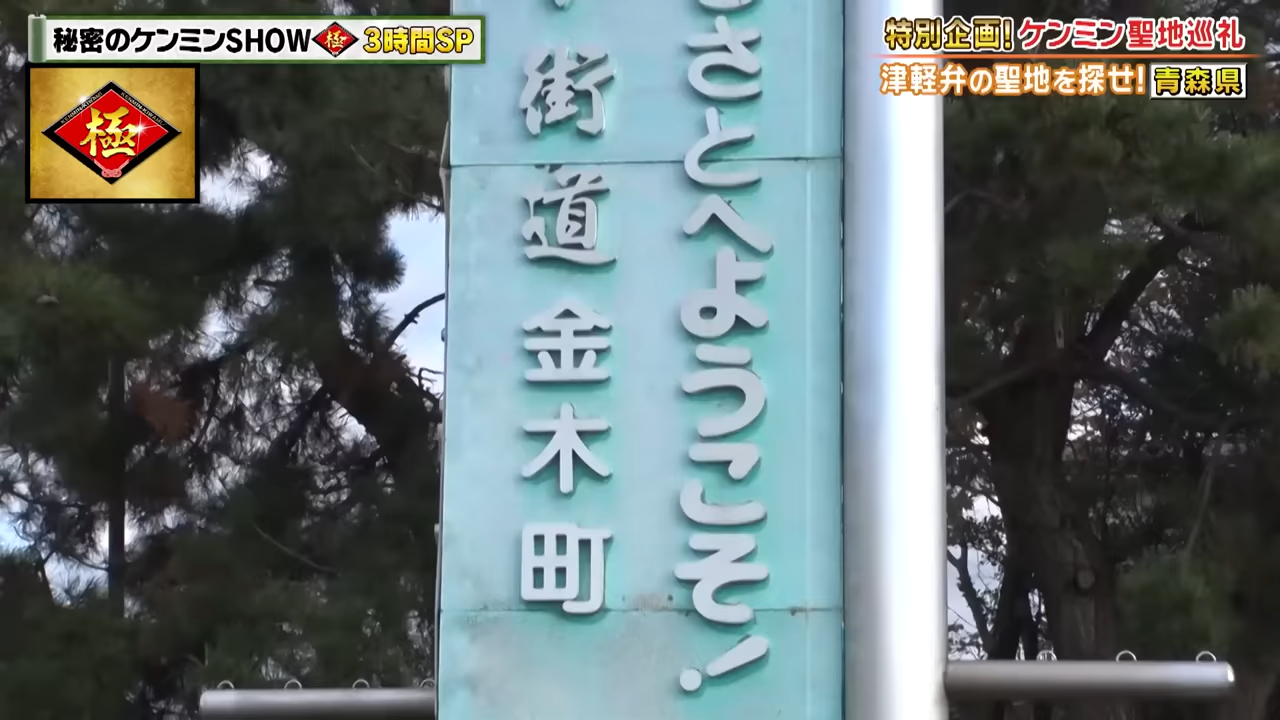 秘密のケンミンSHOW極3時間SP
特別企画!ケンミン聖地巡礼
津軽弁の聖地を探せ!青森県
極
さとへようこそ!
街道金木町